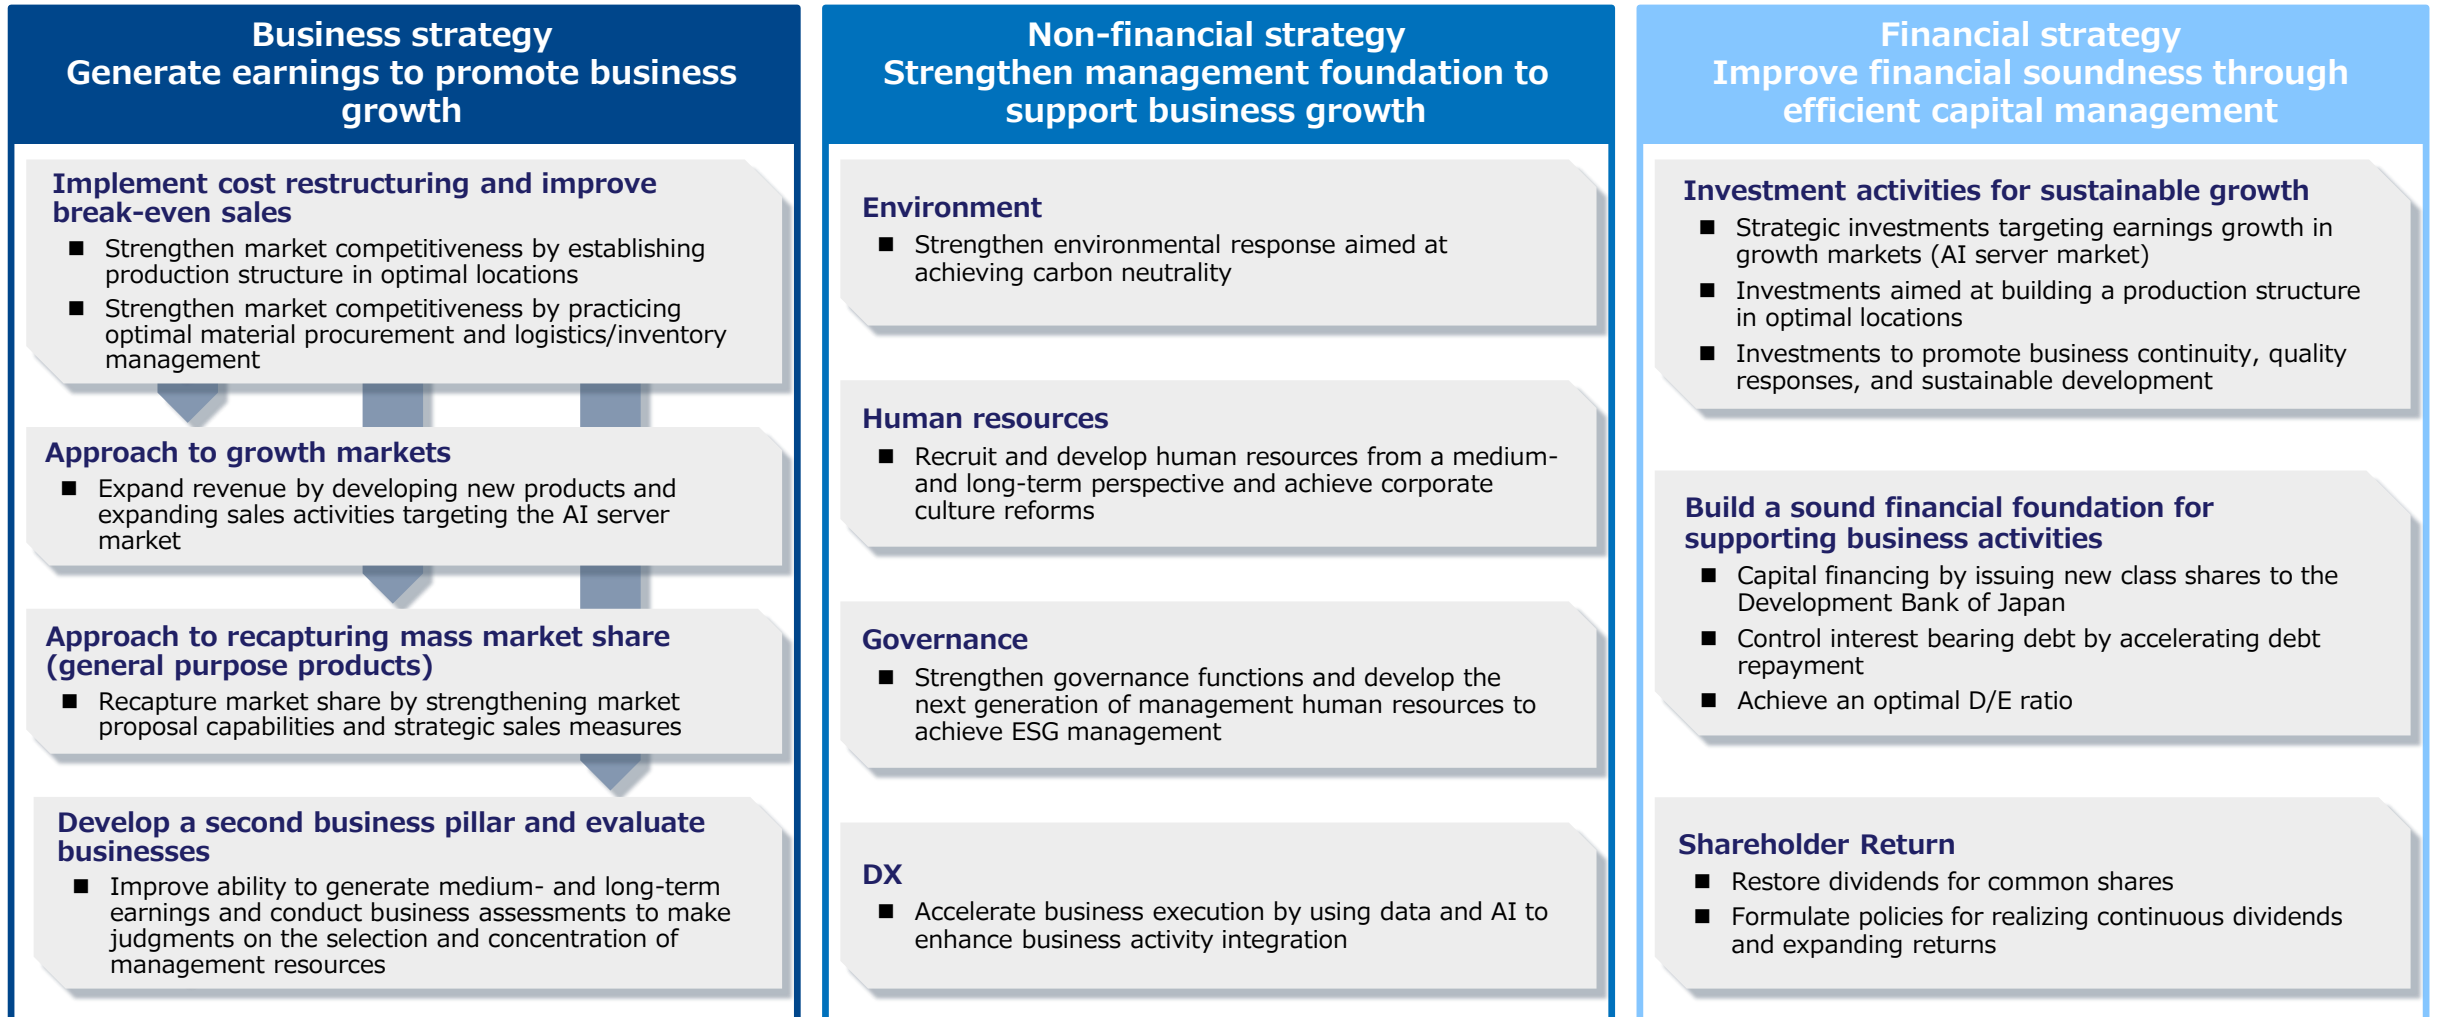 Business strategy
Generate earnings to promote business
growth
Implement cost restructuring and improve
break-even sales
■ Strengthen market competitiveness by establishing
production structure in optimal locations
■ Strengthen market competitiveness by practicing
optimal material procurement and logistics/inventory
management
Approach to growth markets
■ Expand revenue by developing new products and
expanding sales activities targeting the AI server
market
Approach to recapturing mass market share
(general purpose products)
■ Recapture market share by strengthening market
proposal capabilities and strategic sales measures
Develop a second business pillar and evaluate
businesses
■ Improve ability to generate medium- and long-term
earnings and conduct business assessments to make
judgments on the selection and concentration of
management resources
Non-financial strategy
Strengthen management foundation to
support business growth
Environment
■ Strengthen environmental response aimed at
achieving carbon neutrality
Human resources
■ Recruit and develop human resources from a medium-
and long-term perspective and achieve corporate
culture reforms
Governance
■ Strengthen governance functions and develop the
next generation of management human resources to
achieve ESG management
DX
■ Accelerate business execution by using data and AI to
enhance business activity integration
Financial strategy
Improve financial soundness through
efficient capital management
Investment activities for sustainable growth
■ Strategic investments targeting earnings growth in
growth markets (AI server market)
■ Investments aimed at building a production structure
in optimal locations
■ Investments to promote business continuity, quality
responses, and sustainable development
Build a sound financial foundation for
supporting business activities
■ Capital financing by issuing new class shares to the
Development Bank of Japan
■ Control interest bearing debt by accelerating debt
repayment
■ Achieve an optimal D/E ratio
Shareholder Return
■ Restore dividends for common shares
■ Formulate policies for realizing continuous dividends
and expanding returns